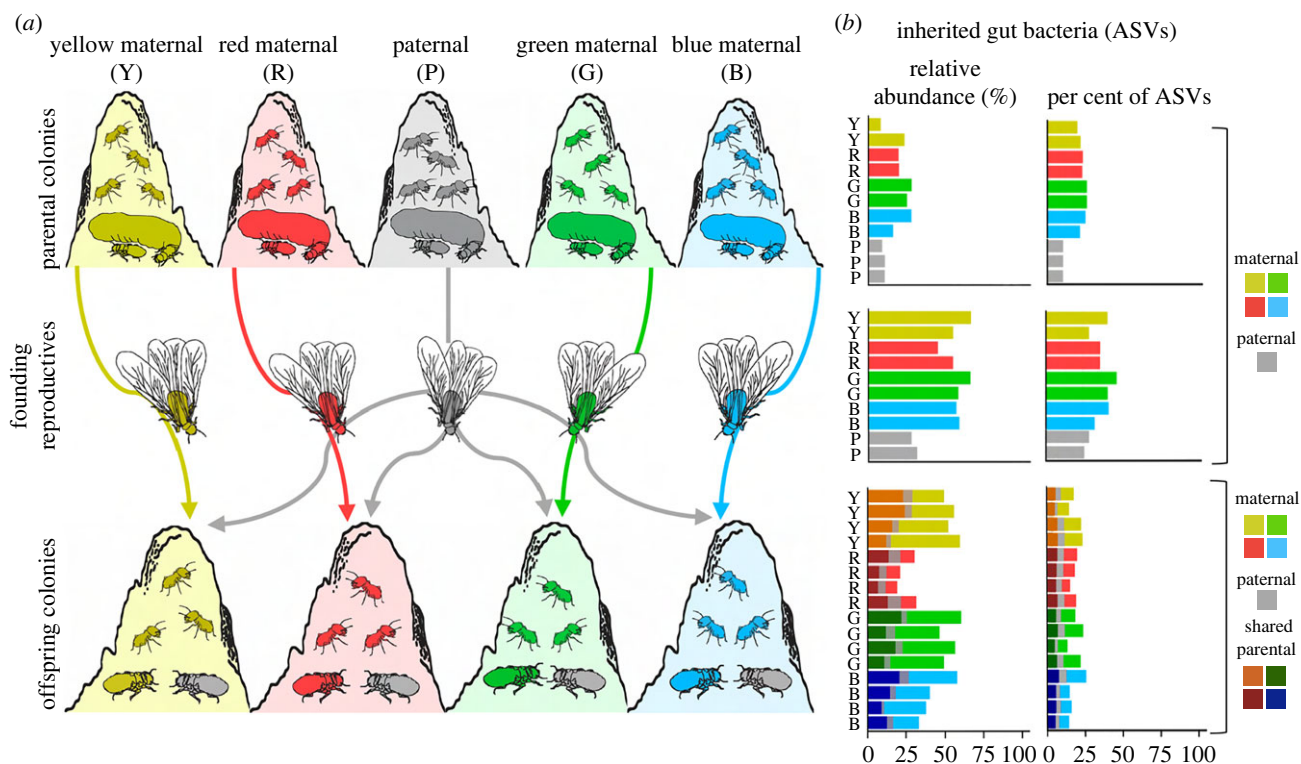 (a)
yellow maternal
(Y)
red maternal
(R)
paternal
(P)
green maternal
(G)
blue maternal
(B)
parental colonies
founding
reproductives
offspring colonies
(b)
inherited gut bacteria (ASVs)
relative
abundance (%)
per cent of ASVs
Y
Y
R
R
G
G
B
B
P
P
P
maternal
paternal
Y
Y
R
R
G
G
B
B
P
P
Y
Y
Y
Y
R
R
R
R
G
G
G
G
B
B
B
B
maternal
paternal
shared
parental
0 25 50 75 100
0 25 50 75 100